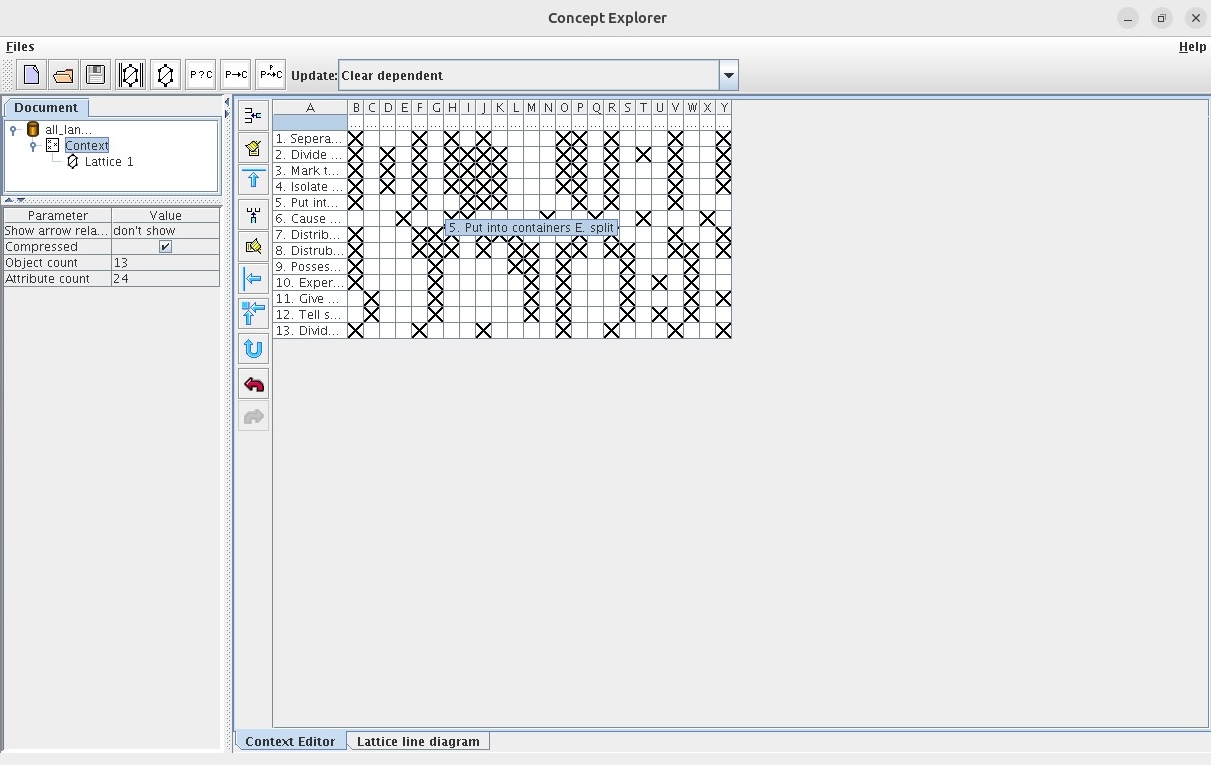 Concept Explorer
Files
Help
P ? C
P→C
P→C
Update:
Clear dependent
Document
all_lan...
Context
Lattice 1
Parameter Value
Show arrow rela... don't show
Compressed
Object count 13
Attribute count 24
A B C D E F G H I J K L M N O P Q R S T U V W X Y
1. Sepera...
2. Divide ...
3. Mark t...
4. Isolate ...
5. Put int...
6. Cause ...
5. Put into containers E. split
7. Distrib...
8. Distrub...
9. Posses...
10. Exper...
11. Give ...
12. Tell s...
13. Divid...
Context Editor
Lattice line diagram